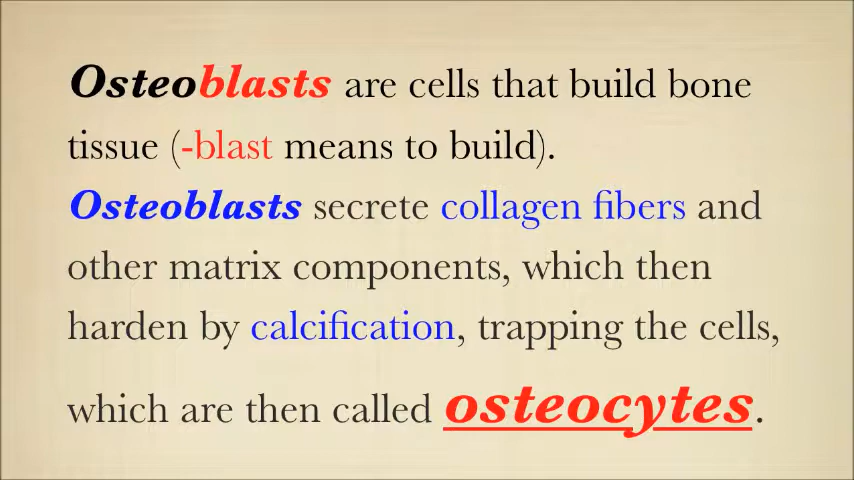 Osteoblasts are cells that build bone
tissue (-blast means to build).
Osteoblasts secrete collagen fibers and
other matrix components, which then
harden by calcification, trapping the cells,
which are then called osteocytes.